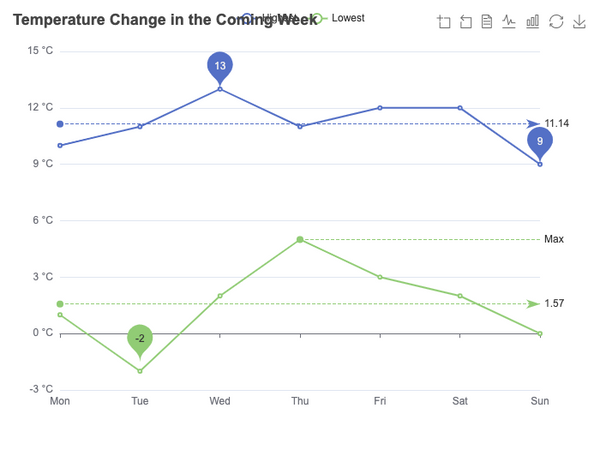 Temperature Change in the Coming Week
Highest
Lowest
15 °C
12 °C
9 °C
6 °C
3 °C
0 °C
-3 °C
13
11.14
9
Max
1.57
-2
Mon Tue Wed Thu Fri Sat Sun